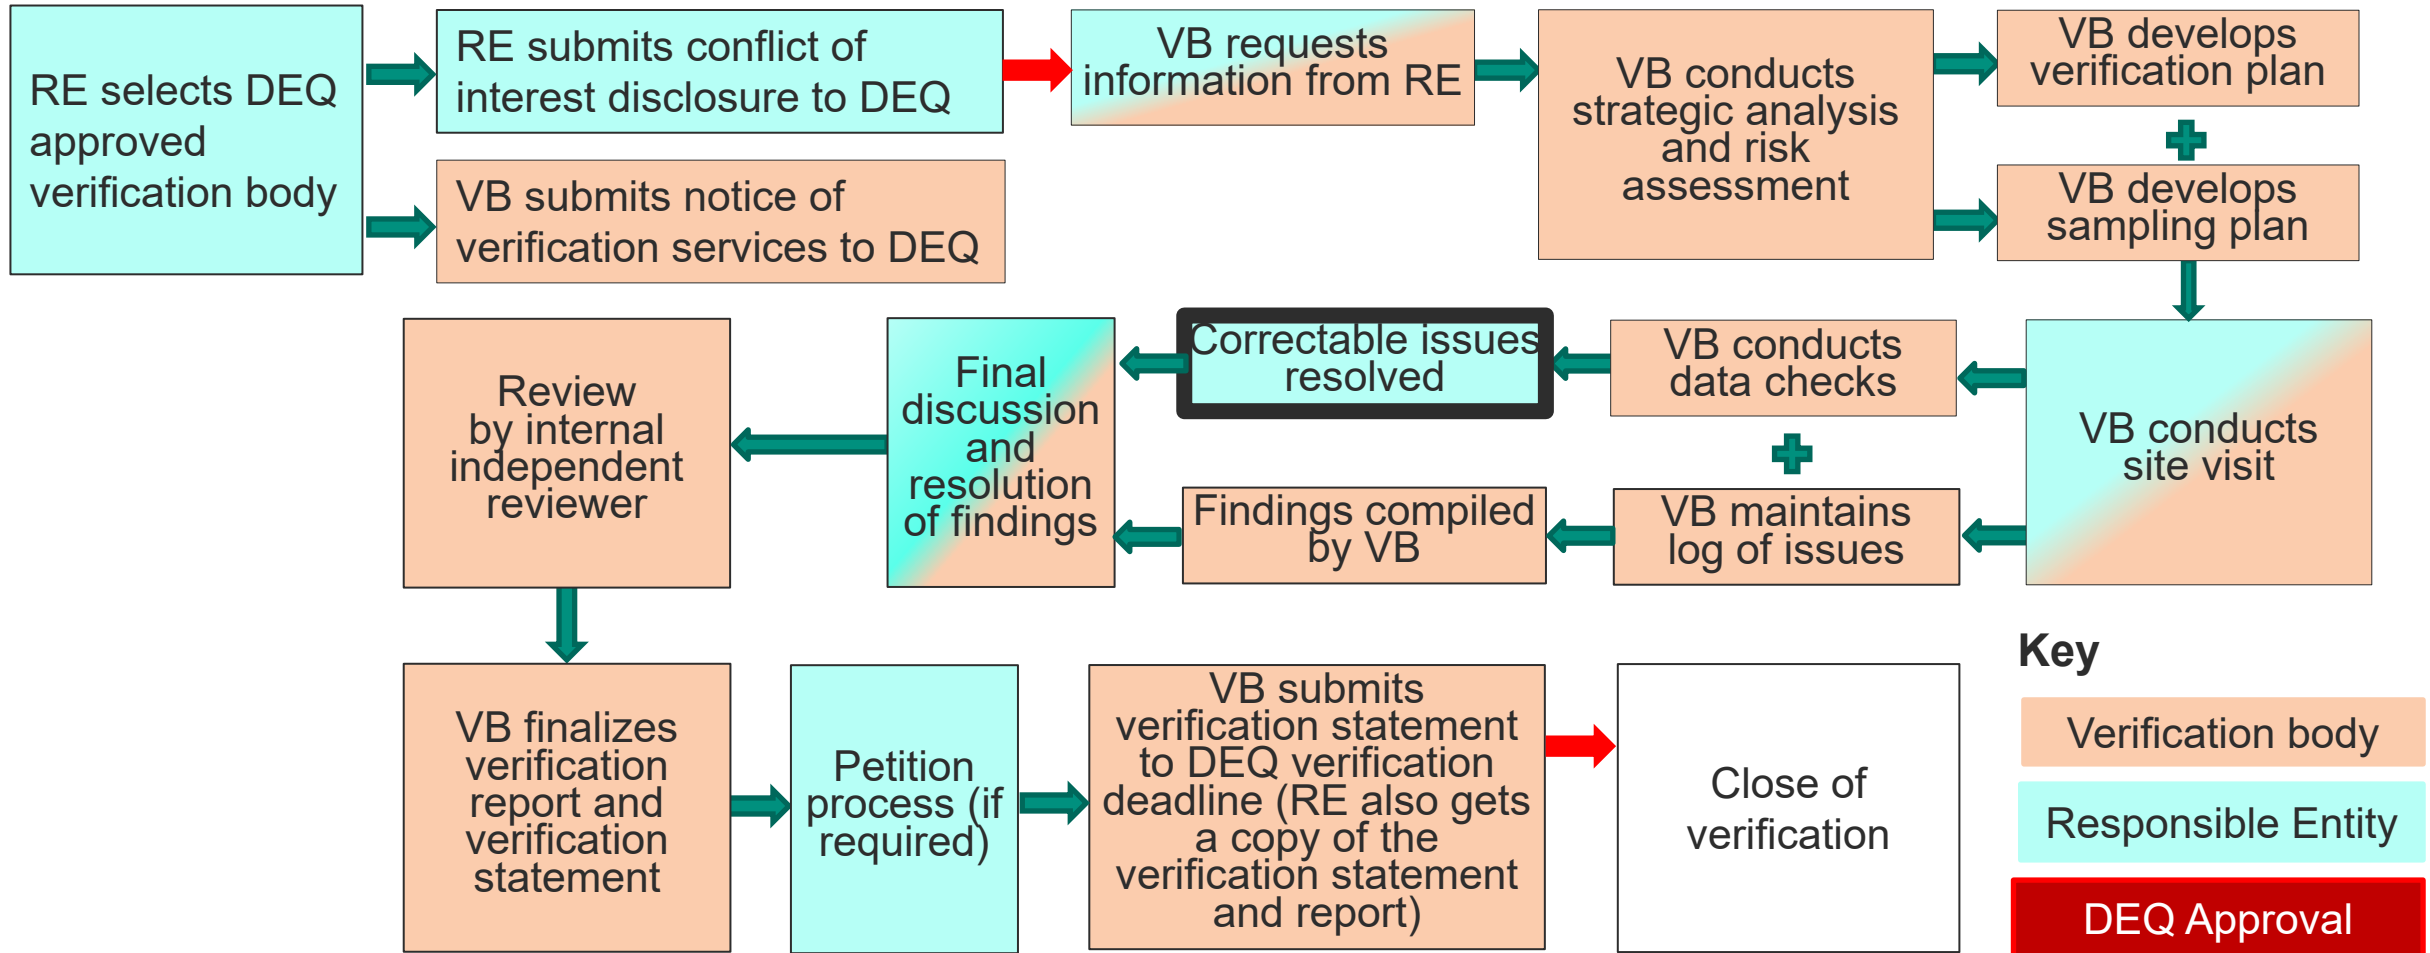 RE selects DEQ
approved
verification body
RE submits conflict of
interest disclosure to DEQ
VB submits notice of
verification services to DEQ
VB requests
information from RE
VB conducts
strategic analysis
and risk
assessment
VB develops
verification plan
VB develops
sampling plan
VB conducts
site visit
VB conducts
data checks
VB maintains
log of issues
Correctable issues
resolved
Findings compiled
by VB
Final
discussion
and
resolution
of findings
Review
by internal
independent
reviewer
VB finalizes
verification
report and
verification
statement
Petition
process (if
required)
VB submits
verification statement
to DEQ verification
deadline (RE also gets
a copy of the
verification statement
and report)
Close of
verification
Key
Verification body
Responsible Entity
DEQ Approval